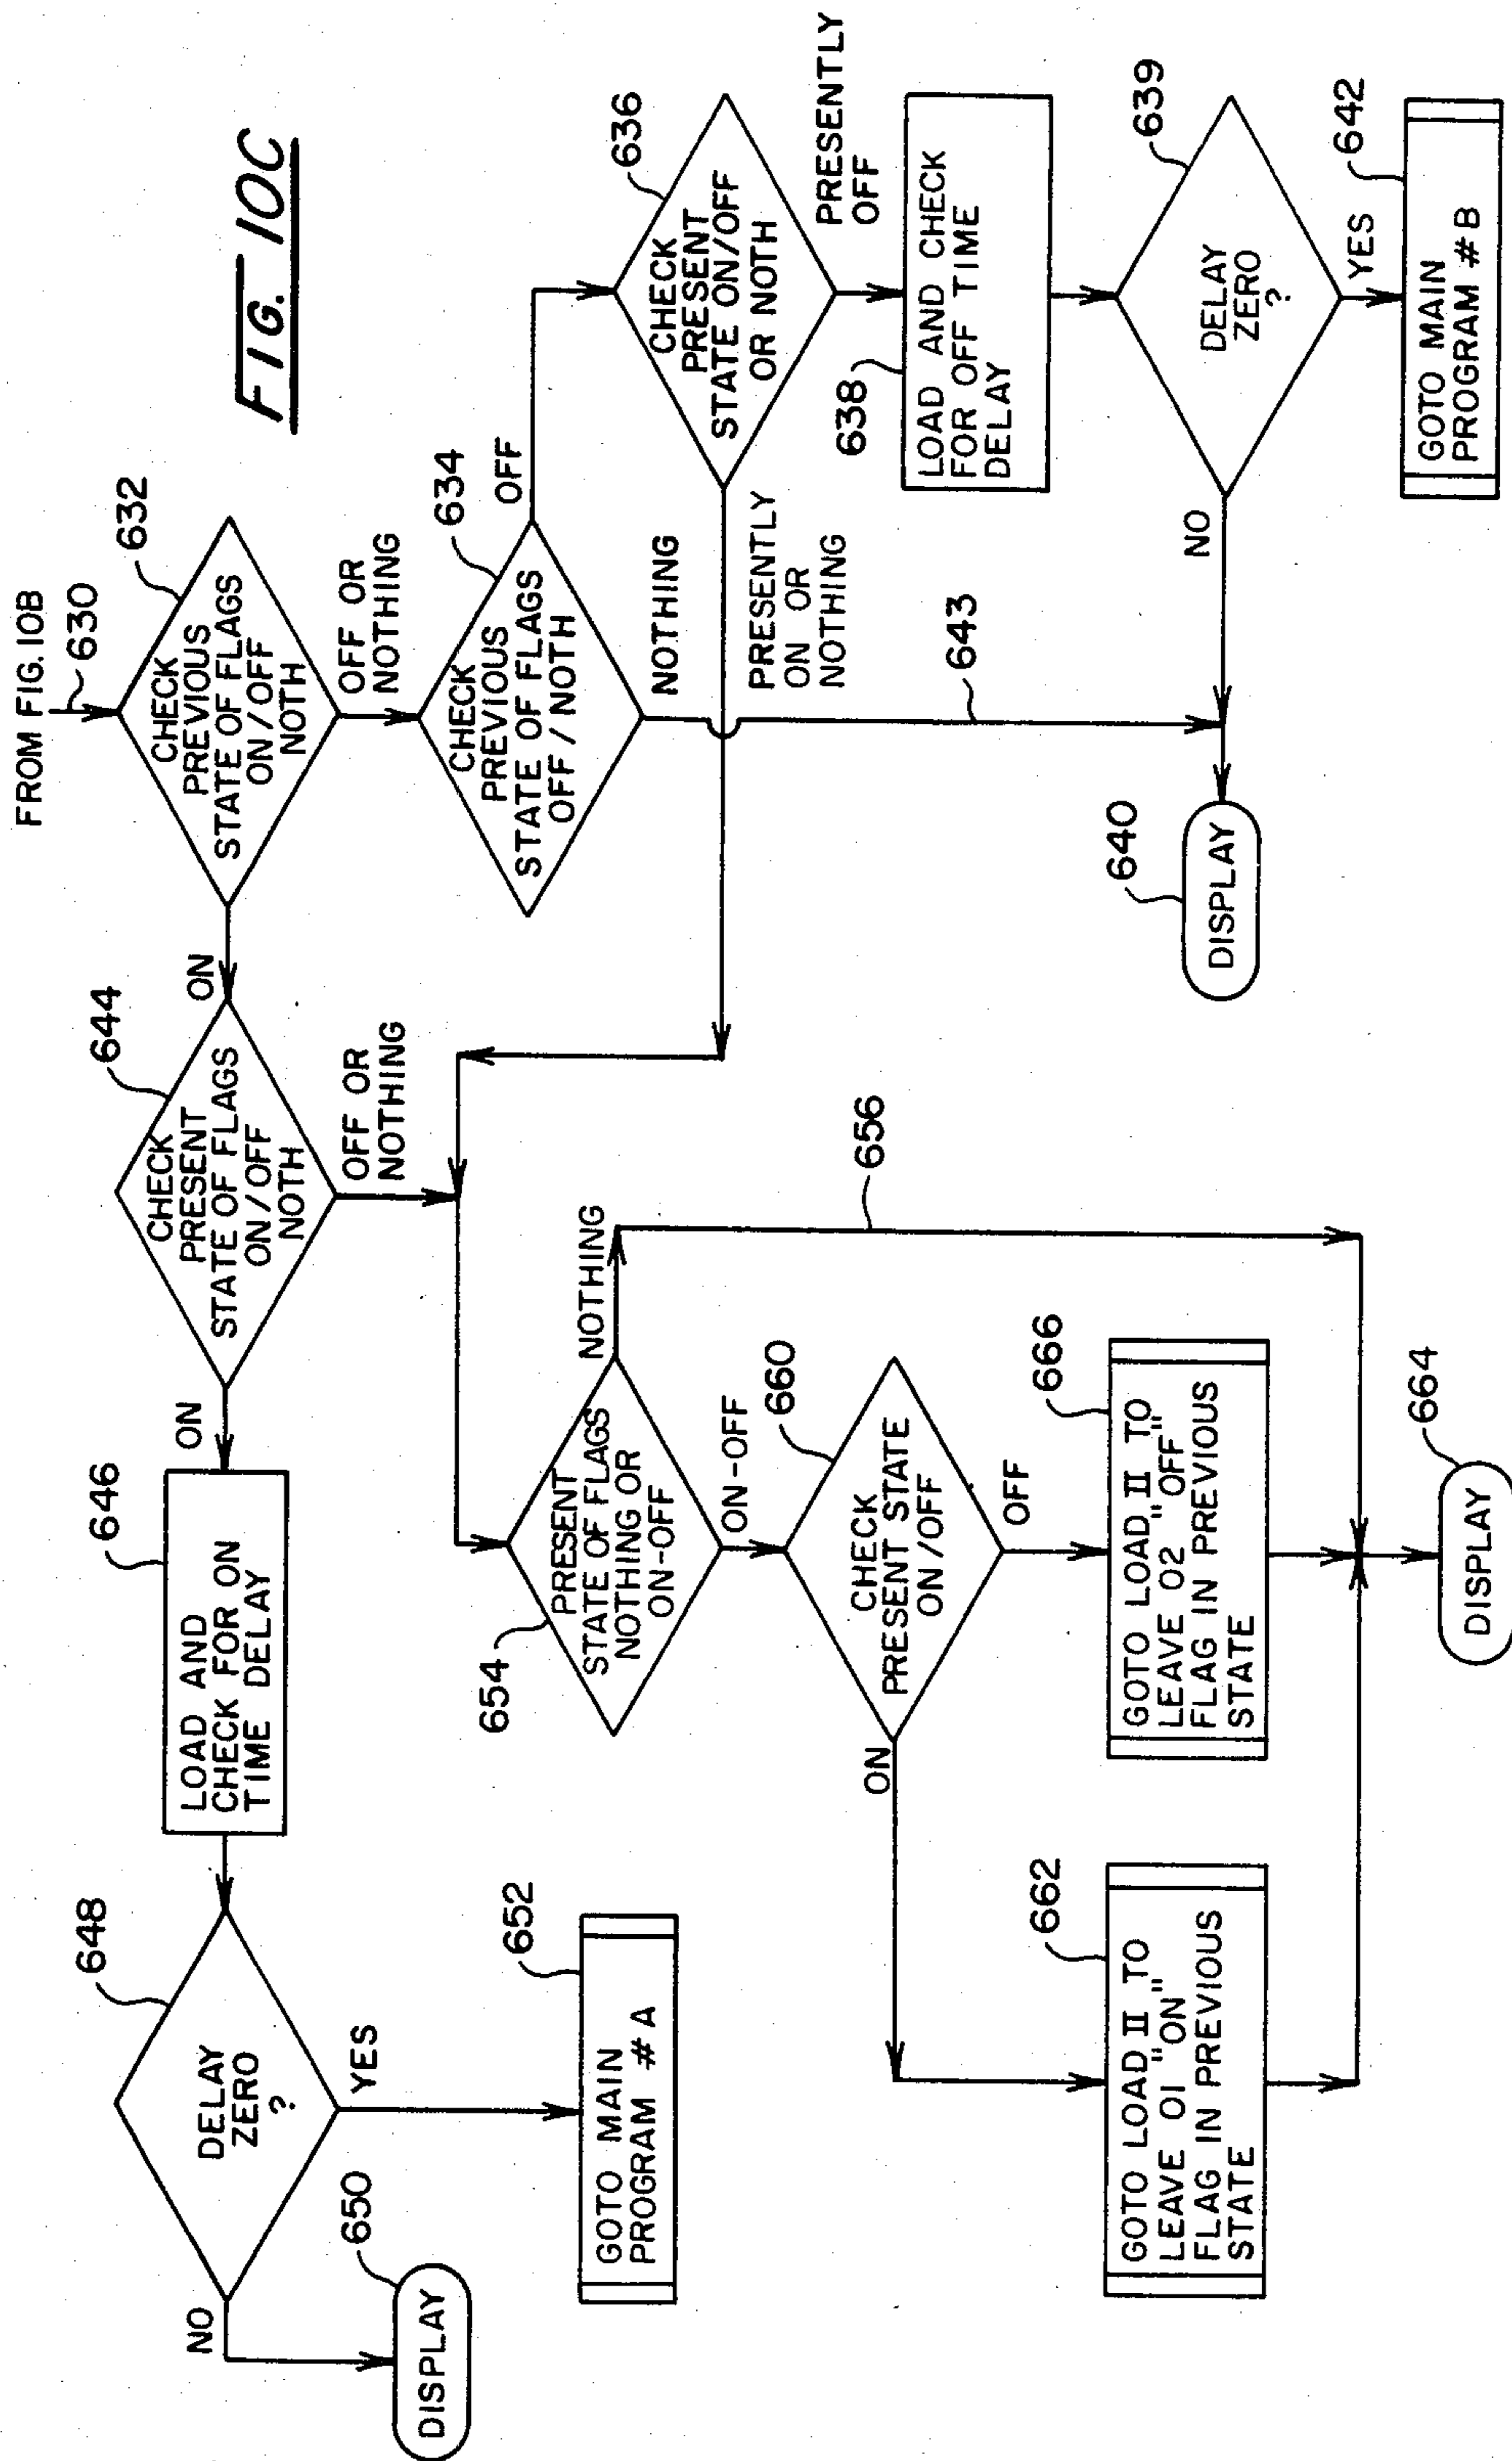 FIG. 10C
FROM FIG. 10B
630
632
CHECK
PREVIOUS
STATE OF FLAGS
ON/OFF
NOTH
OFF OR
NOTHING
ON
634
CHECK
PREVIOUS
STATE OF FLAGS
OFF/NOTH
OFF
NOTHING
636
CHECK
PRESENT
STATE ON/OFF
OR NOTH
PRESENTLY
OFF
PRESENTLY
ON OR
NOTHING
638
LOAD AND CHECK
FOR OFF TIME
DELAY
639
DELAY
ZERO
?
NO
YES
642
GOTO MAIN
PROGRAM #B
643
640
DISPLAY
644
CHECK
PRESENT
STATE OF FLAGS
ON/OFF
NOTH
OFF OR
NOTHING
ON
646
LOAD AND
CHECK FOR ON
TIME DELAY
648
DELAY
ZERO
?
NO
YES
650
DISPLAY
652
GOTO MAIN
PROGRAM #A
654
PRESENT
STATE OF FLAGS
NOTHING OR
ON-OFF
NOTHING
656
ON-OFF
660
CHECK
PRESENT STATE
ON/OFF
ON
OFF
662
GOTO LOAD II TO
LEAVE 01 "ON"
FLAG IN PREVIOUS
STATE
666
GOTO LOAD II TO
LEAVE 02 "OFF"
FLAG IN PREVIOUS
STATE
664
DISPLAY